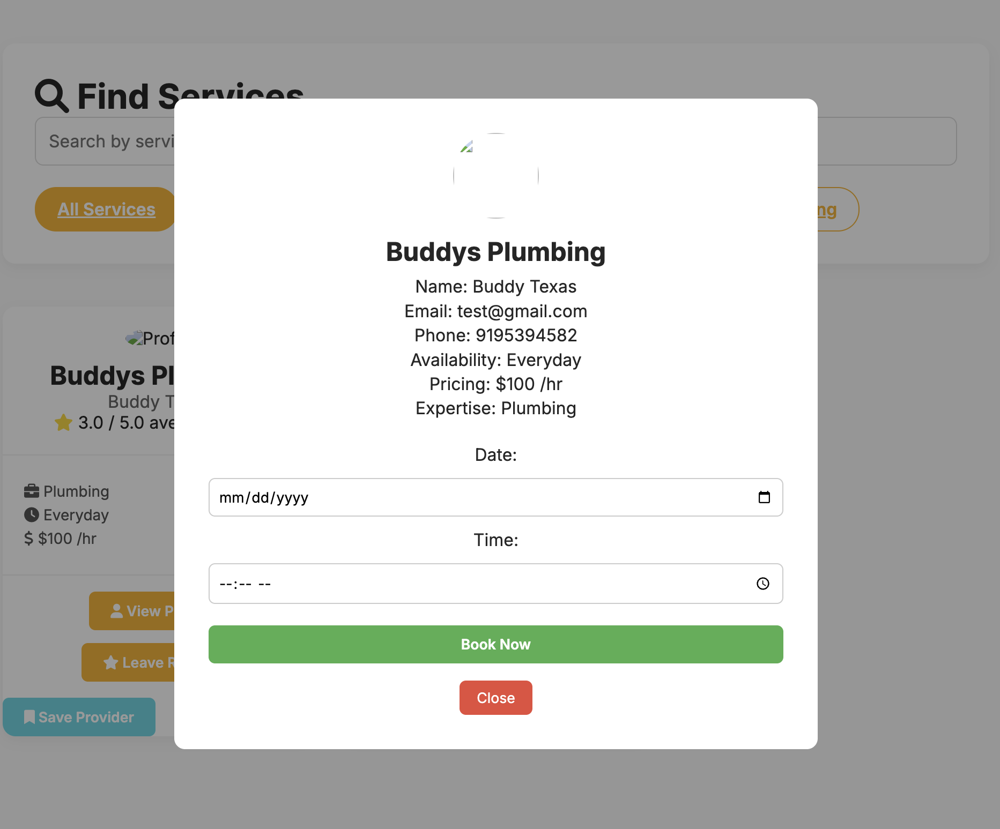 Find Services
Search by servi
All Services
ng
Buddys Plumbing
Name: Buddy Texas
Email: test@gmail.com
Phone: 9195394582
Availability: Everyday
Pricing: $100 /hr
Expertise: Plumbing
Date:
mm/dd/yyyy
Time:
--:-- --
Book Now
Close
Prof
Buddys Pl
Buddy T
3.0 / 5.0 ave
Plumbing
Everyday
$ $100 /hr
View P
Leave R
Save Provider